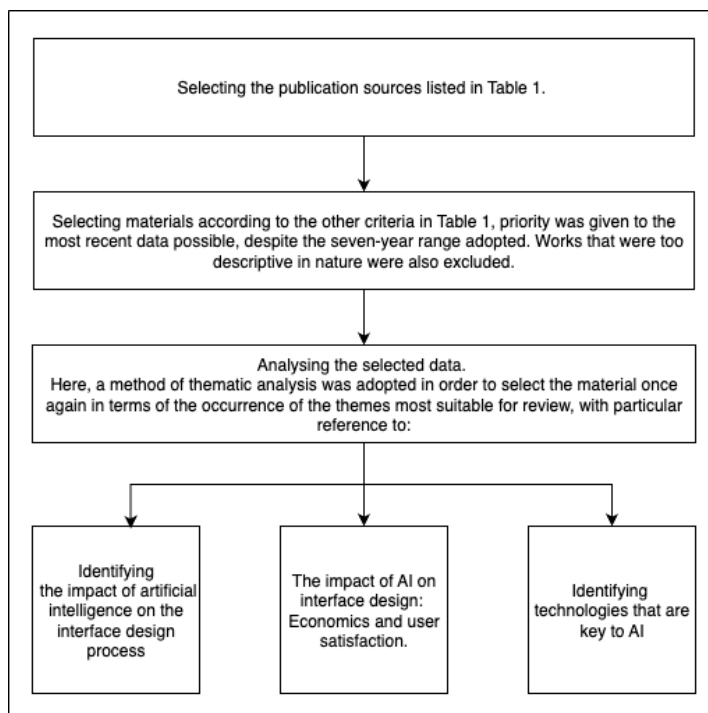 Selecting the publication sources listed in Table 1.
Selecting materials according to the other criteria in Table 1, priority was given to the
most recent data possible, despite the seven-year range adopted. Works that were too
descriptive in nature were also excluded.
Analysing the selected data.
Here, a method of thematic analysis was adopted in order to select the material once
again in terms of the occurrence of the themes most suitable for review, with particular
reference to:
Identifying
the impact of artificial
intelligence on the
interface design
process
The impact of AI on
interface design:
Economics and user
satisfaction.
Identifying
technologies that are
key to AI